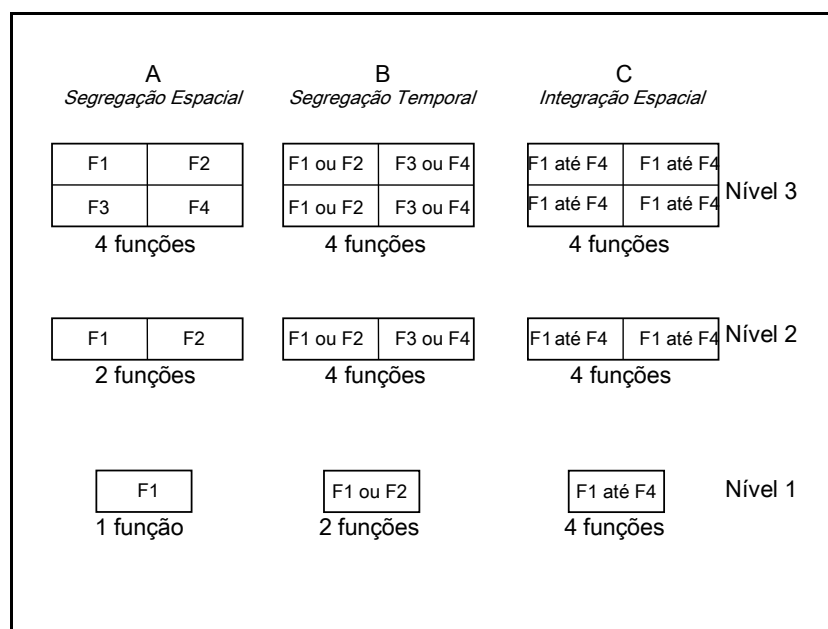 A B C
Segregação Espacial Segregação Temporal Integração Espacial
F1 F2 F1 ou F2 F3 ou F4 F1 até F4 F1 até F4
Nível 3
F3 F4 F1 ou F2 F3 ou F4 F1 até F4 F1 até F4
4 funções 4 funções 4 funções
F1 F2 F1 ou F2 F3 ou F4 F1 até F4 F1 até F4 Nível 2
2 funções 4 funções 4 funções
F1 F1 ou F2 F1 até F4 Nível 1
1 função 2 funções 4 funções